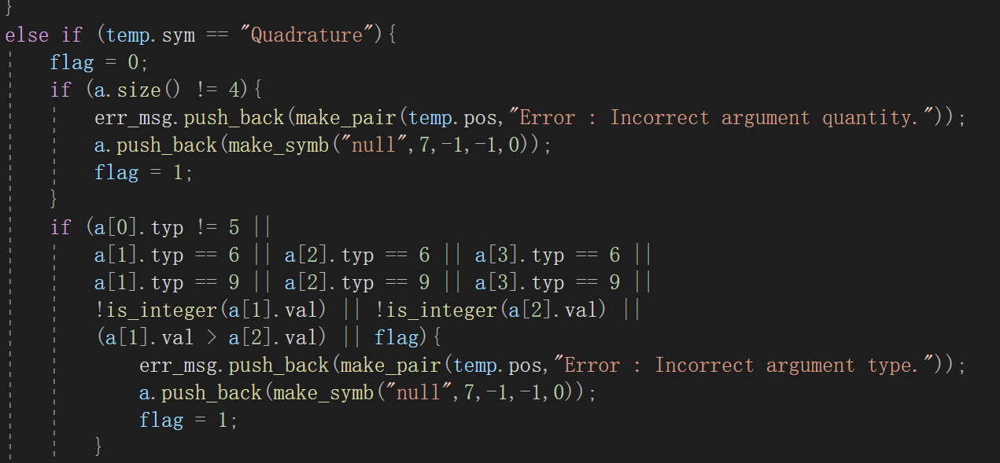 }
else if (temp.sym == "Quadrature"){
    flag = 0;
    if (a.size() != 4){
        err_msg.push_back(make_pair(temp.pos,"Error : Incorrect argument quantity."));
        a.push_back(make_symb("null",7,-1,-1,0));
        flag = 1;
    }
    if (a[0].typ != 5 ||
        a[1].typ == 6 || a[2].typ == 6 || a[3].typ == 6 ||
        a[1].typ == 9 || a[2].typ == 9 || a[3].typ == 9 ||
        !is_integer(a[1].val) || !is_integer(a[2].val) ||
        (a[1].val > a[2].val) || flag){
            err_msg.push_back(make_pair(temp.pos,"Error : Incorrect argument type."));
            a.push_back(make_symb("null",7,-1,-1,0));
            flag = 1;
        }